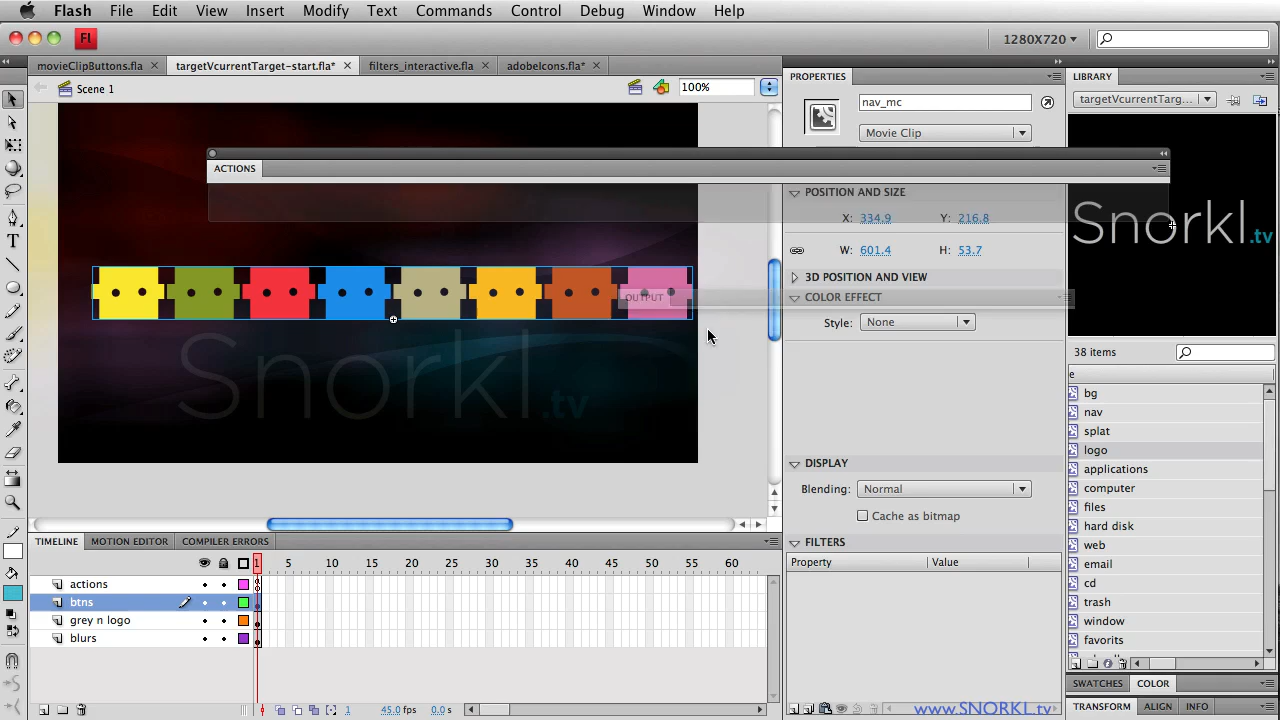 Flash File Edit View Insert Modify Text Commands Control Debug Window Help
Fl 1280X720
movieClipButtons.fla targetVcurrentTarget-start.fla* filters_interactive.fla adobeIcons.fla*
Scene 1 100%
PROPERTIES
nav_mc
Movie Clip
ACTIONS
POSITION AND SIZE
X: 334.9 Y: 216.8
W: 601.4 H: 53.7
3D POSITION AND VIEW
COLOR EFFECT
Style: None
OUTPUT
Snorkl.tv
DISPLAY
Blending: Normal
Cache as bitmap
FILTERS
Property Value
LIBRARY
targetVcurrentTarg...
Snorkl.tv
38 items
e
bg
nav
splat
logo
applications
computer
files
hard disk
web
email
cd
trash
window
favorits
SWATCHES COLOR
TRANSFORM ALIGN INFO
TIMELINE MOTION EDITOR COMPILER ERRORS
1 5 10 15 20 25 30 35 40 45 50 55 60
actions
btns
grey n logo
blurs
1 45.0 fps 0.0 s
www.SNORKL.tv